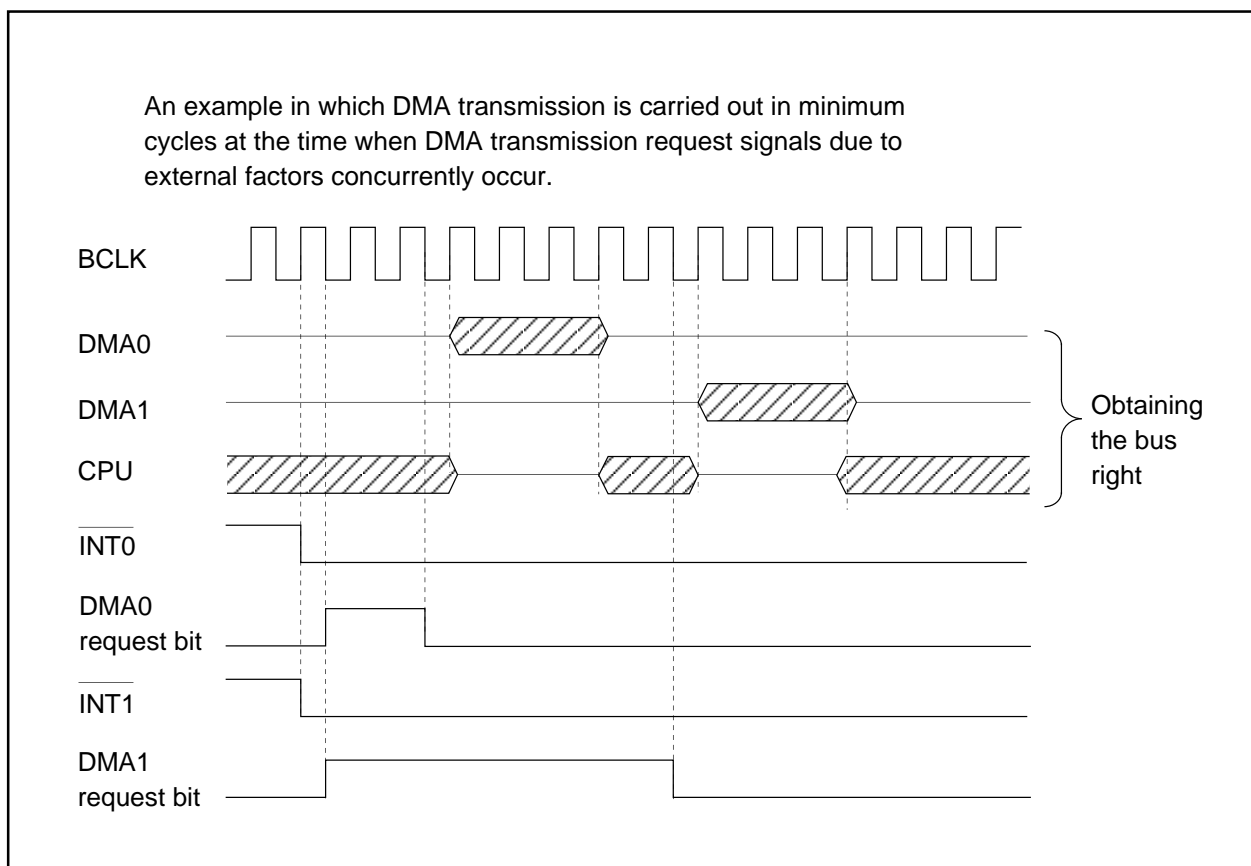 An example in which DMA transmission is carried out in minimum
cycles at the time when DMA transmission request signals due to
external factors concurrently occur.
BCLK
DMA0
DMA1
CPU
Obtaining
the bus
right
INT0
DMA0
request bit
INT1
DMA1
request bit